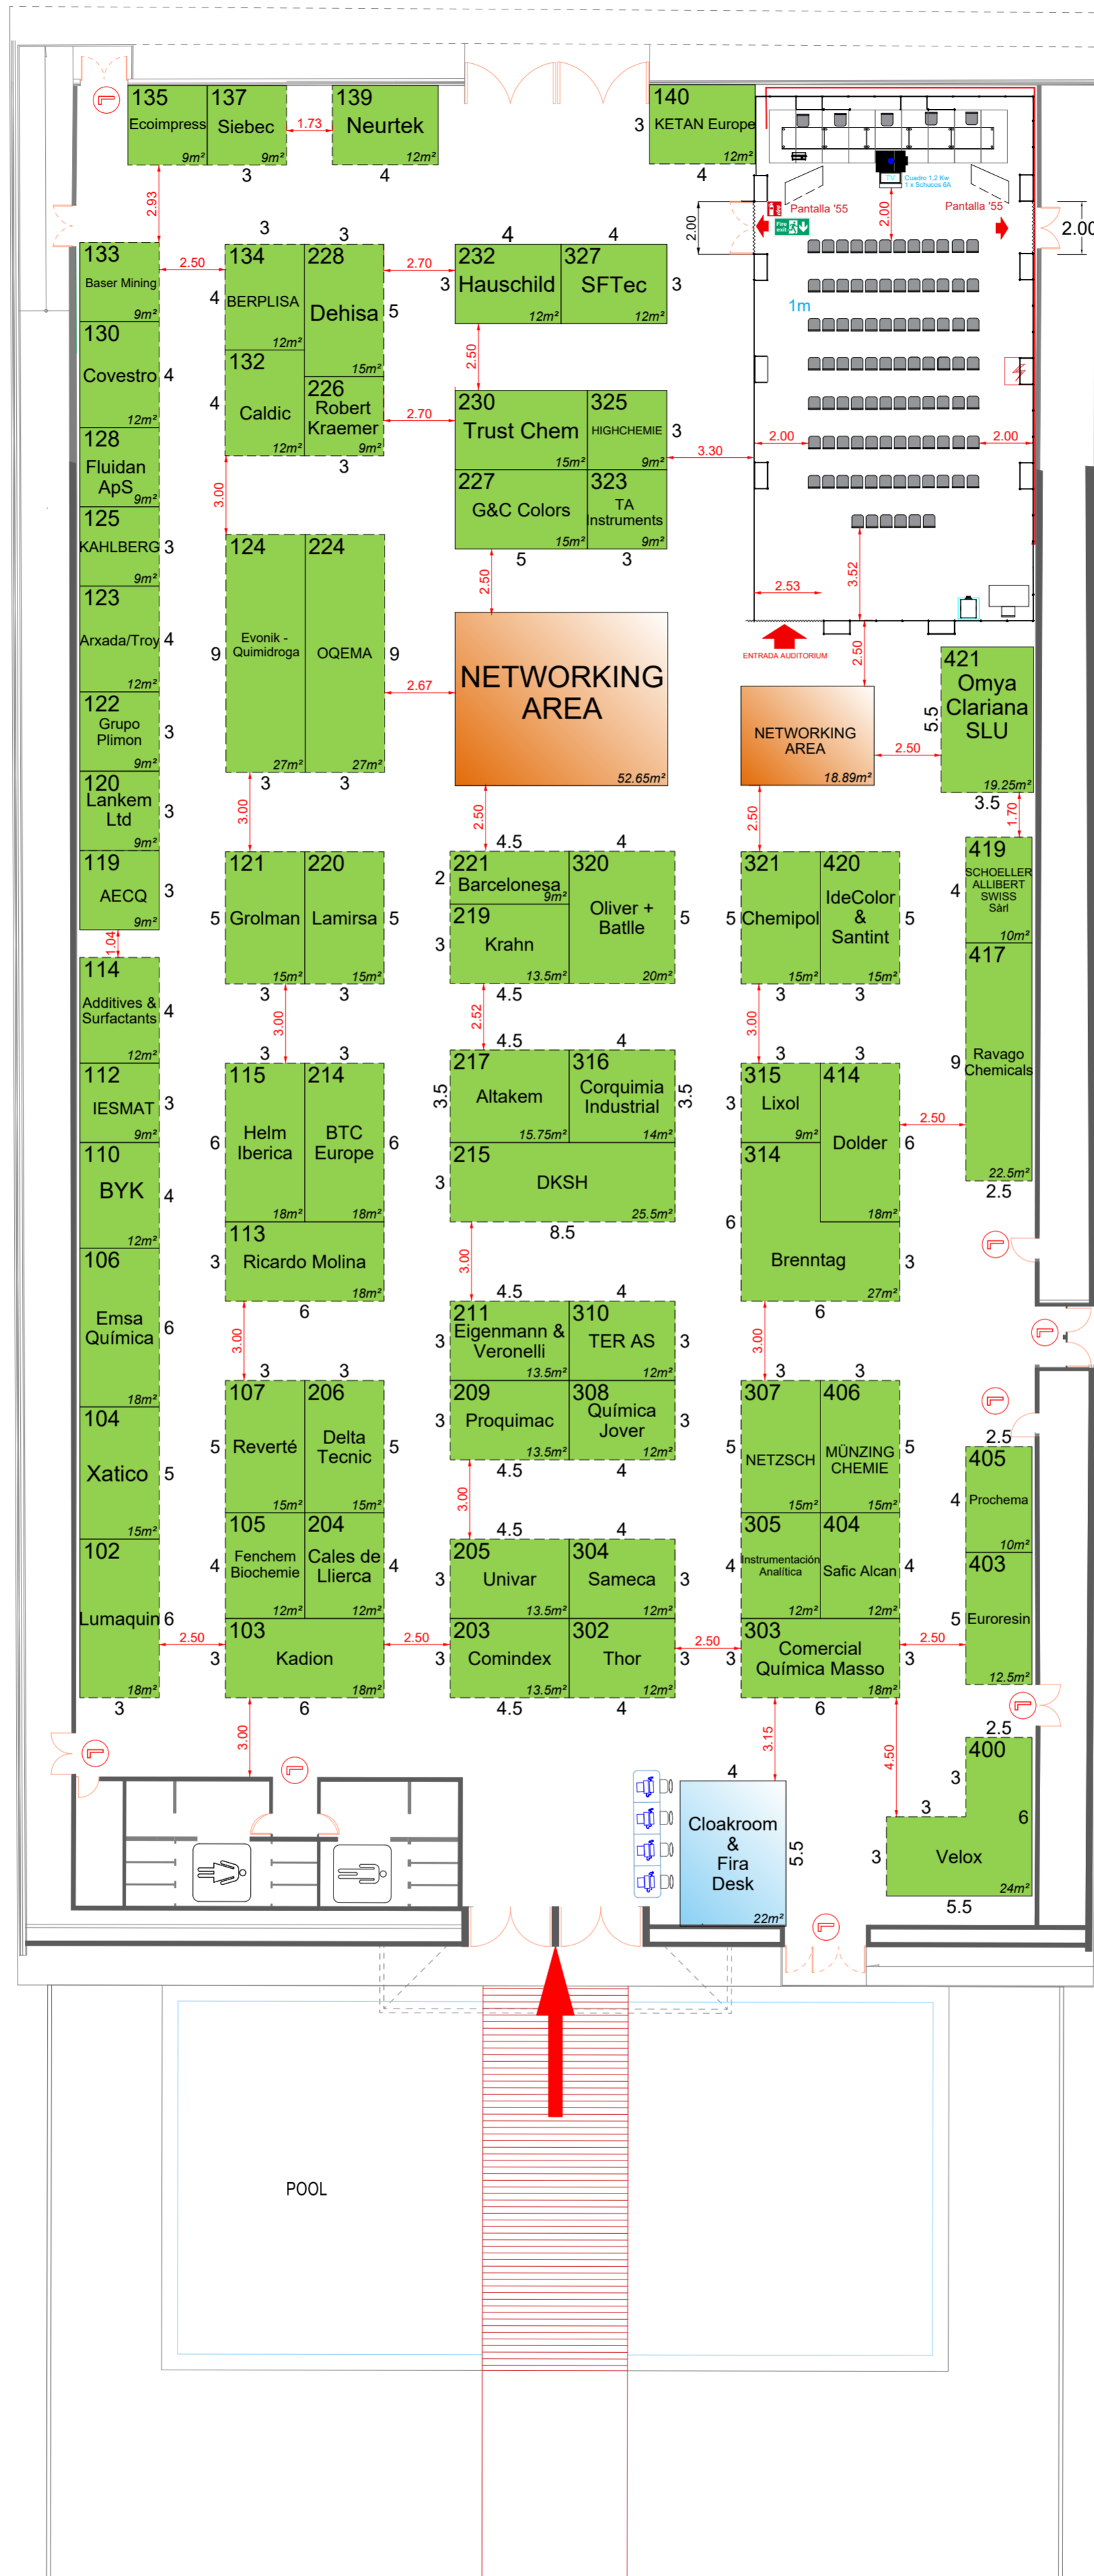 135
Ecoimpress
9m²
137
Siebec
9m²
3
1.73
139
Neurtek
12m²
4
140
3
KETAN Europe
12m²
4
TV
Cuadro 1,2 Kw
1 x Schucos 6A
Pantalla '55
Pantalla '55
Fire
exit
2.00
2.00
2.00
1m
2.00
2.00
3.52
2.53
ENTRADA AUDITORIUM
2.50
2.93
133
Baser Mining
9m²
2.50
130
Covestro
4
12m²
128
Fluidan
ApS
9m²
125
KAHLBERG
3
9m²
123
Arxada/Troy
4
12m²
122
Grupo
Plimon
3
9m²
120
Lankem
Ltd
3
9m²
119
AECQ
3
9m²
1.04
114
Additives &
Surfactants
4
12m²
112
IESMAT
3
9m²
110
BYK
4
12m²
106
Emsa
Química
6
18m²
104
Xatico
5
15m²
102
Lumaquin
6
18m²
3
2.50
3
134
4
BERPLISA
12m²
3
228
Dehisa
5
15m²
2.70
132
4
Caldic
12m²
226
Robert
Kraemer
9m²
3
2.70
3.00
124
9
Evonik -
Quimidroga
27m²
3
224
OQEMA
9
27m²
3
2.67
3.00
121
5
Grolman
15m²
3
220
Lamirsa
5
15m²
3
3.00
3
115
6
Helm
Iberica
18m²
3
214
BTC
Europe
6
18m²
113
3
Ricardo Molina
18m²
6
3.00
3
107
5
Reverté
15m²
3
206
Delta
Tecnic
5
15m²
105
4
Fenchem
Biochemie
12m²
204
Cales de
Llierca
4
12m²
103
3
Kadion
18m²
6
2.50
3.00
4
232
3
Hauschild
12m²
4
327
SFTec
3
12m²
2.50
230
Trust Chem
15m²
325
HIGHCHEMIE
3
9m²
3.30
227
G&C Colors
15m²
5
323
TA
Instruments
9m²
3
2.50
NETWORKING
AREA
52.65m²
2.50
4.5
221
2
Barcelonesa
9m²
219
3
Krahn
13.5m²
4.5
4
320
Oliver +
Batlle
5
20m²
2.52
4.5
217
3.5
Altakem
15.75m²
4
316
Corquimia
Industrial
3.5
14m²
215
3
DKSH
25.5m²
8.5
3.00
4.5
211
3
Eigenmann &
Veronelli
13.5m²
4
310
TER AS
3
12m²
209
3
Proquimac
13.5m²
4.5
308
Química
Jover
3
12m²
4
3.00
4.5
205
3
Univar
13.5m²
4
304
Sameca
3
12m²
203
3
Comindex
13.5m²
4.5
302
Thor
3
12m²
4
2.50
NETWORKING
AREA
18.89m²
2.50
2.50
421
Omya
Clariana
SLU
5.5
19.25m²
3.5
1.70
321
5
Chemipol
15m²
3
420
IdeColor
&
Santint
5
15m²
3
419
SCHOELLER
ALLIBERT
SWISS
Sàrl
4
10m²
417
9
Ravago
Chemicals
22.5m²
2.5
3.00
3
315
3
Lixol
9m²
3
414
Dolder
6
18m²
2.50
314
6
Brenntag
3
27m²
6
3.00
3
307
5
NETZSCH
15m²
3
406
MÜNZING
CHEMIE
5
15m²
305
4
Instrumentación
Analítica
12m²
404
Safic Alcan
4
12m²
303
3
Comercial
Química Masso
3
18m²
6
2.50
2.5
405
4
Prochema
10m²
403
5
Euroresin
12.5m²
3.15
4.50
4
Cloakroom
&
Fira
Desk
5.5
22m²
2.5
400
3
3
6
3
Velox
24m²
5.5
POOL